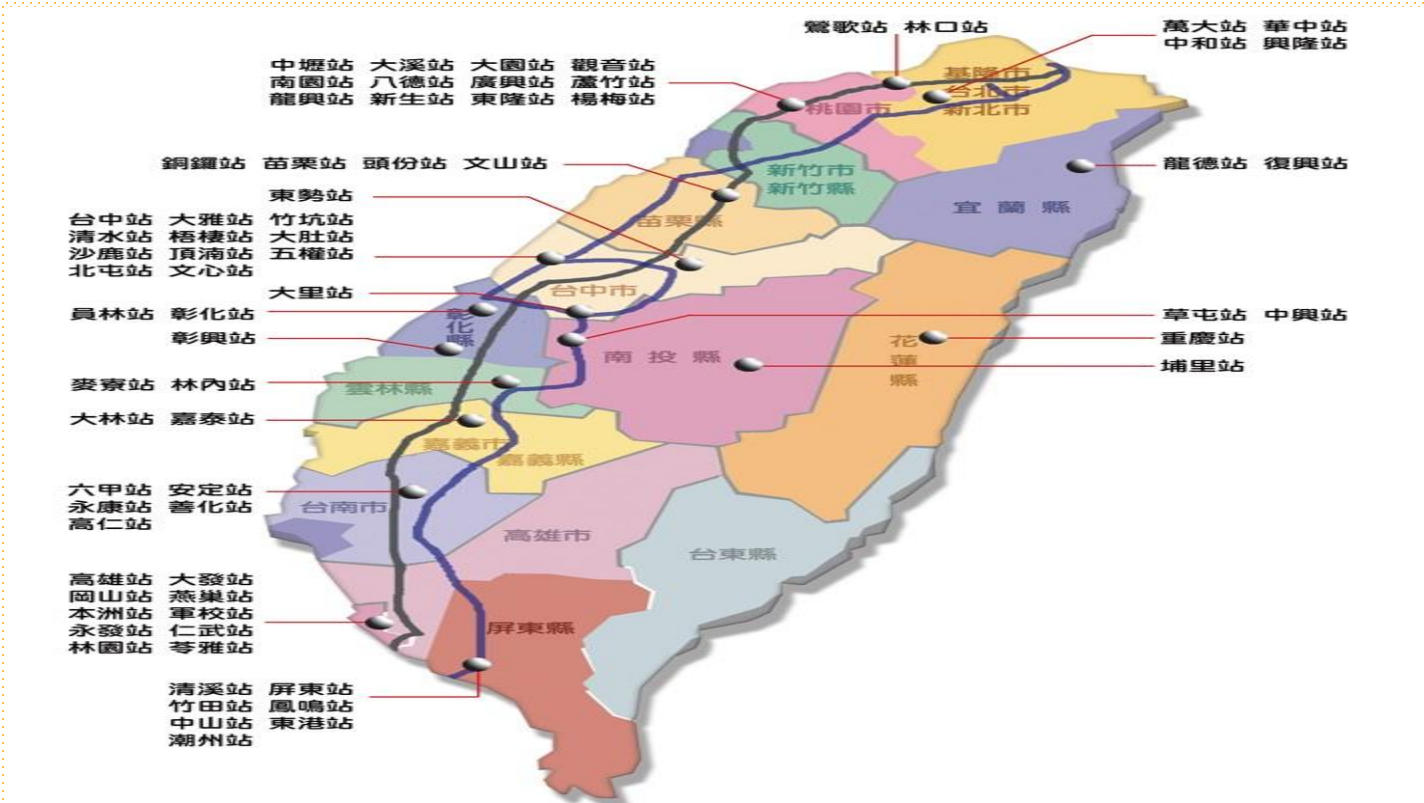 鶯歌站 林口站
萬大站 華中站
中和站 興隆站
中壢站 大溪站 大園站 觀音站
南園站 八德站 廣興站 蘆竹站
龍興站 新生站 東隆站 楊梅站
基隆市
台北市
新北市
桃園市
銅鑼站 苗栗站 頭份站 文山站
新竹市
新竹縣
龍德站 復興站
宜蘭縣
東勢站
苗栗縣
台中站 大雅站 竹坑站
清水站 梧棲站 大肚站
沙鹿站 頂湳站 五權站
北屯站 文心站
台中市
大里站
員林站 彰化站
彰化縣
彰興站
草屯站 中興站
重慶站
埔里站
南投縣
花蓮縣
麥寮站 林內站
雲林縣
大林站 嘉泰站
嘉義市
嘉義縣
六甲站 安定站
永康站 善化站
高仁站
台南市
高雄市
台東縣
高雄站 大發站
岡山站 燕巢站
本洲站 軍校站
永發站 仁武站
林園站 苓雅站
屏東縣
清溪站 屏東站
竹田站 鳳鳴站
中山站 東港站
潮州站